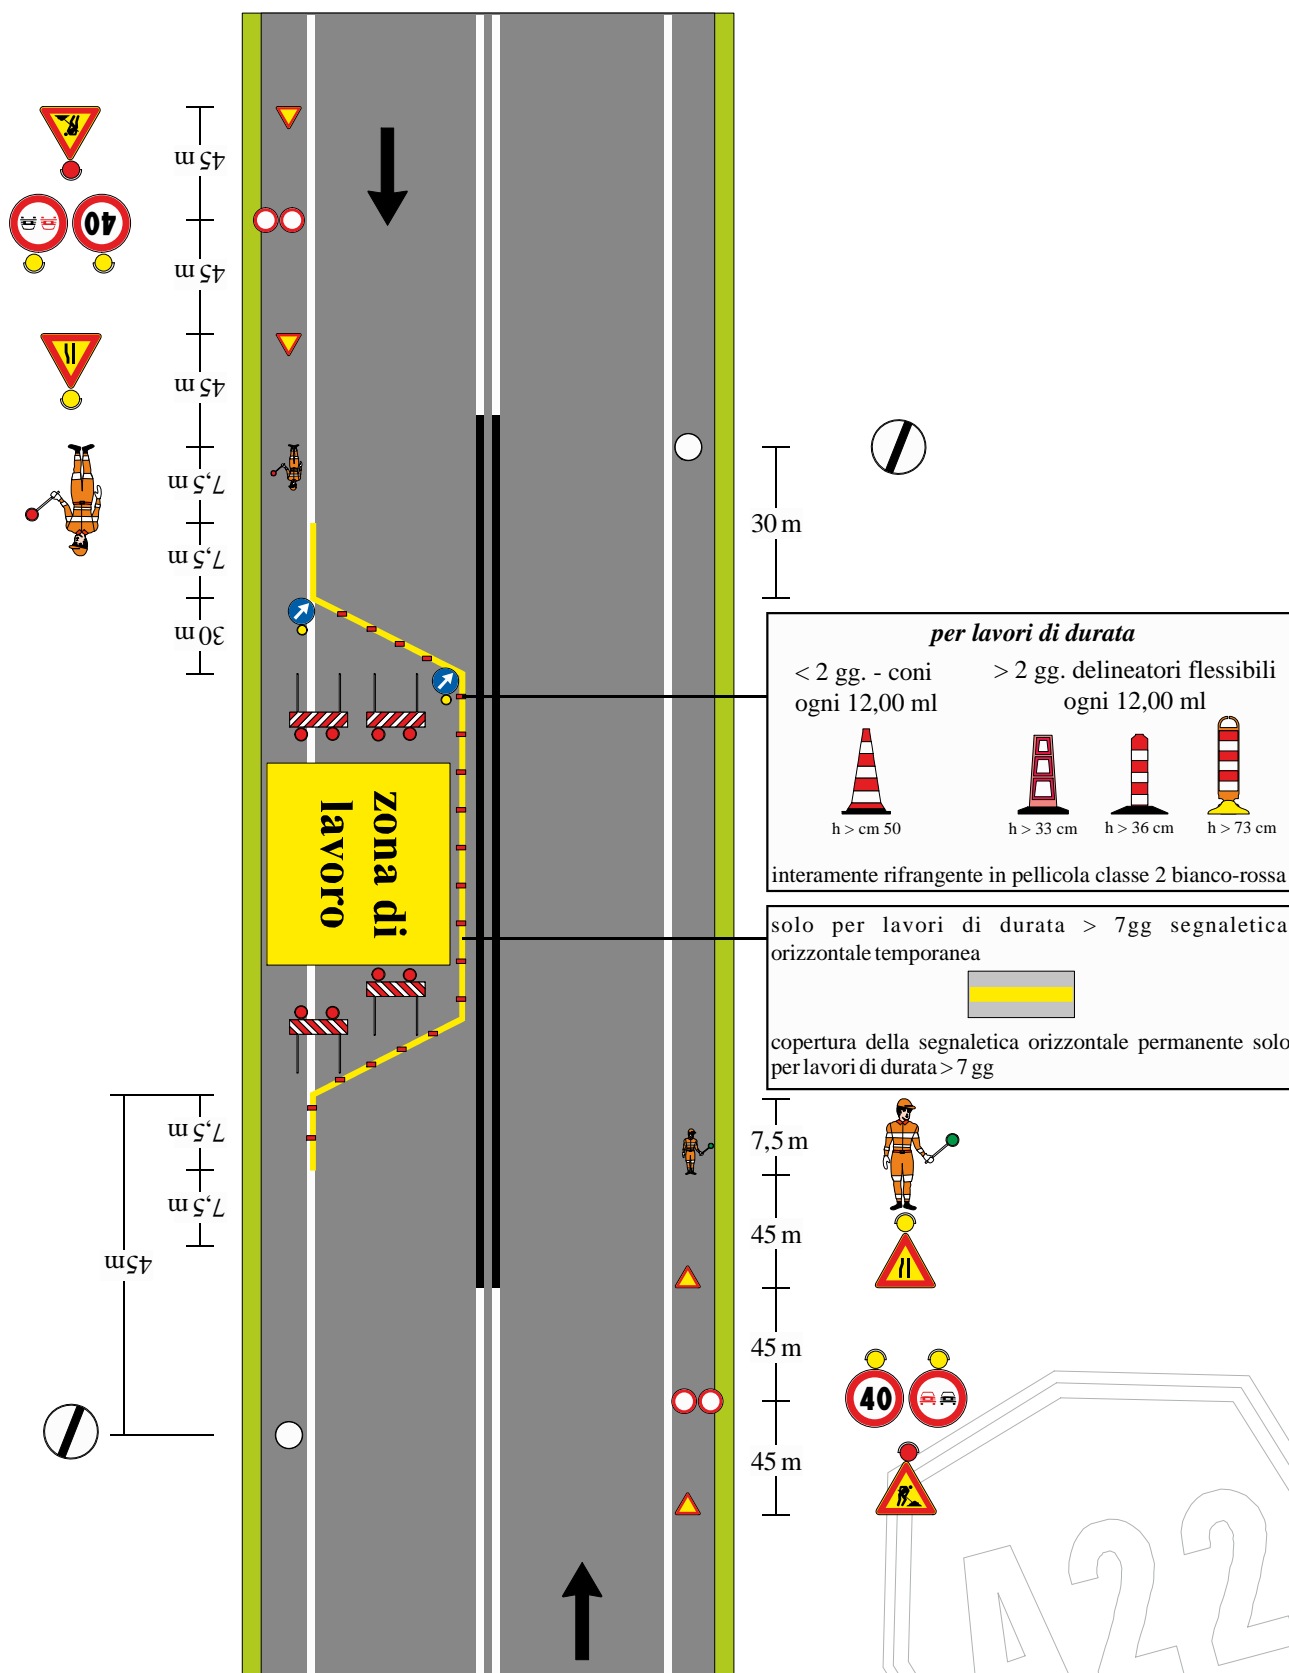 45 m
40
45 m
45 m
7,5 m
7,5 m
30 m
30 m
per lavori di durata
< 2 gg. - coni
ogni 12,00 ml
> 2 gg. delineatori flessibili
ogni 12,00 ml
h > cm 50
h > 33 cm
h > 36 cm
h > 73 cm
interamente rifrangente in pellicola classe 2 bianco-rossa
zona di
lavoro
solo per lavori di durata > 7gg segnaletica
orizzontale temporanea
copertura della segnaletica orizzontale permanente solo
per lavori di durata > 7 gg
7,5 m
7,5 m
45m
7,5 m
45 m
45 m
40
45 m
A22